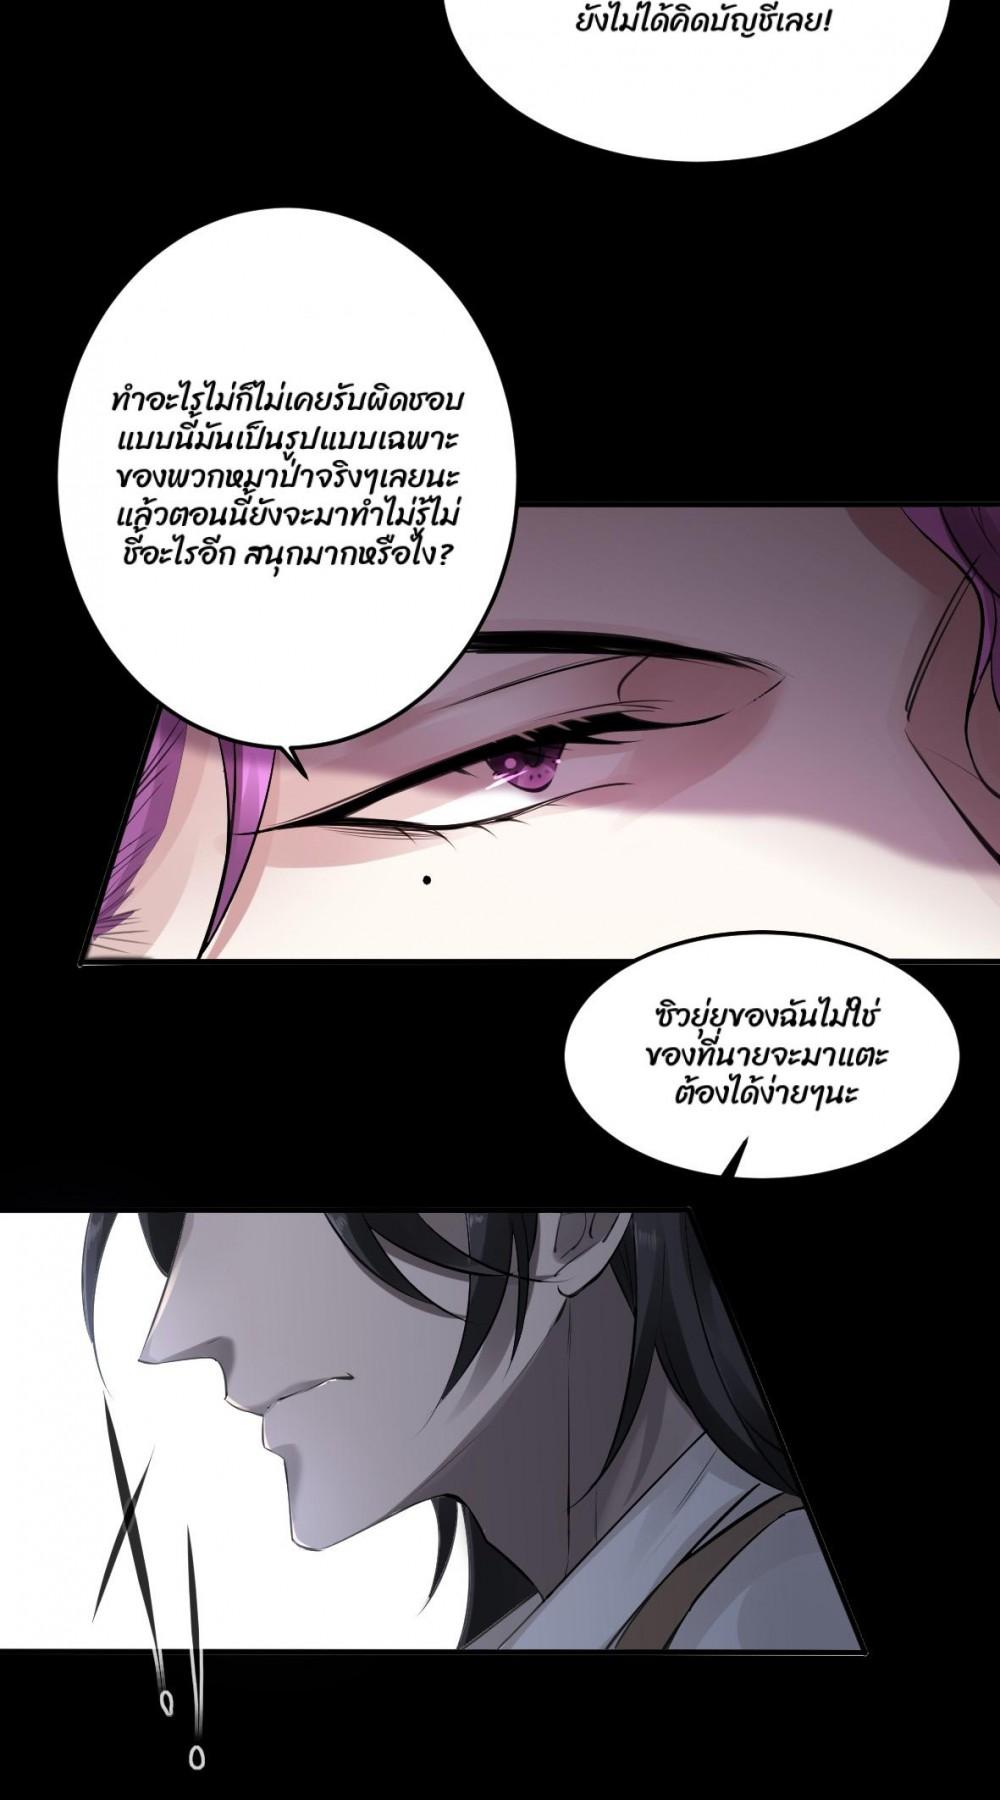 ยังไม่ได้คิดบัญชีเลย!
ทำอะไรไม่ก็ไม่เคยรับผิดชอบ
แบบนี้มันเป็นรูปแบบเฉพาะ
ของพวกหมาป่าจริงๆเลยนะ
แล้วตอนนี้ยังจะมาทำไม่รู้ไม่
ชี้อะไรอีก สนุกมากหรือไง?
ซิวยุ่ยของฉันไม่ใช่
ของที่นายจะมาแตะ
ต้องได้ง่ายๆนะ